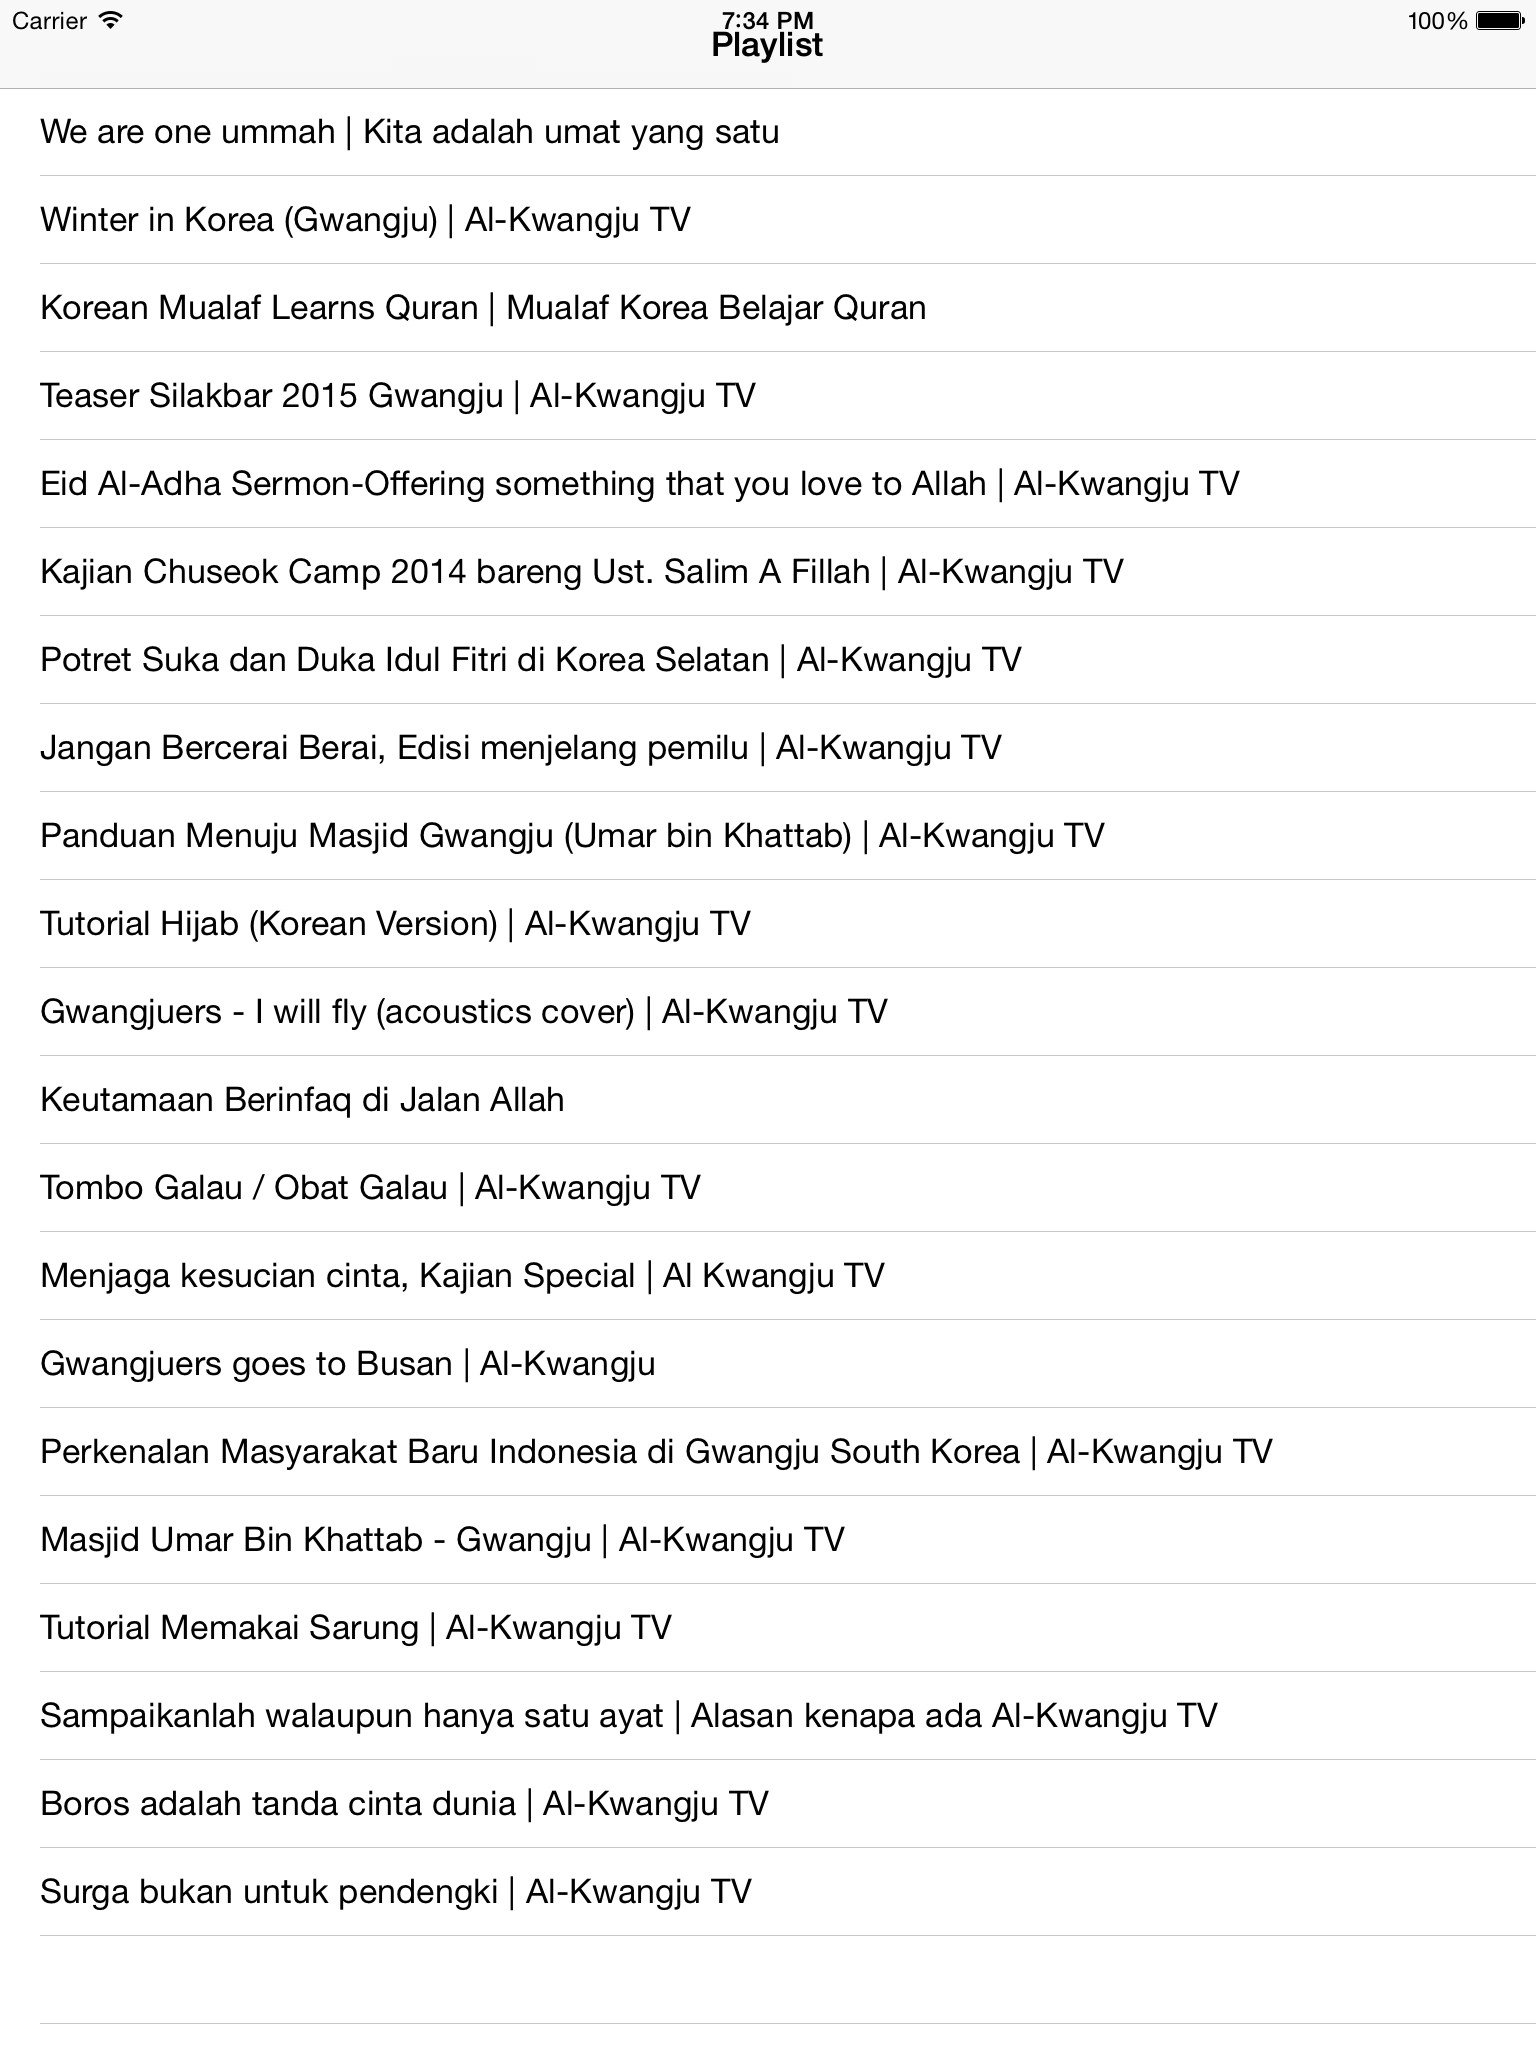 Carrier 7:34 PM 100%
Playlist
We are one ummah | Kita adalah umat yang satu
Winter in Korea (Gwangju) | Al-Kwangju TV
Korean Mualaf Learns Quran | Mualaf Korea Belajar Quran
Teaser Silakbar 2015 Gwangju | Al-Kwangju TV
Eid Al-Adha Sermon-Offering something that you love to Allah | Al-Kwangju TV
Kajian Chuseok Camp 2014 bareng Ust. Salim A Fillah | Al-Kwangju TV
Potret Suka dan Duka Idul Fitri di Korea Selatan | Al-Kwangju TV
Jangan Bercerai Berai, Edisi menjelang pemilu | Al-Kwangju TV
Panduan Menuju Masjid Gwangju (Umar bin Khattab) | Al-Kwangju TV
Tutorial Hijab (Korean Version) | Al-Kwangju TV
Gwangjuers - I will fly (acoustics cover) | Al-Kwangju TV
Keutamaan Berinfaq di Jalan Allah
Tombo Galau / Obat Galau | Al-Kwangju TV
Menjaga kesucian cinta, Kajian Special | Al Kwangju TV
Gwangjuers goes to Busan | Al-Kwangju
Perkenalan Masyarakat Baru Indonesia di Gwangju South Korea | Al-Kwangju TV
Masjid Umar Bin Khattab - Gwangju | Al-Kwangju TV
Tutorial Memakai Sarung | Al-Kwangju TV
Sampaikanlah walaupun hanya satu ayat | Alasan kenapa ada Al-Kwangju TV
Boros adalah tanda cinta dunia | Al-Kwangju TV
Surga bukan untuk pendengki | Al-Kwangju TV